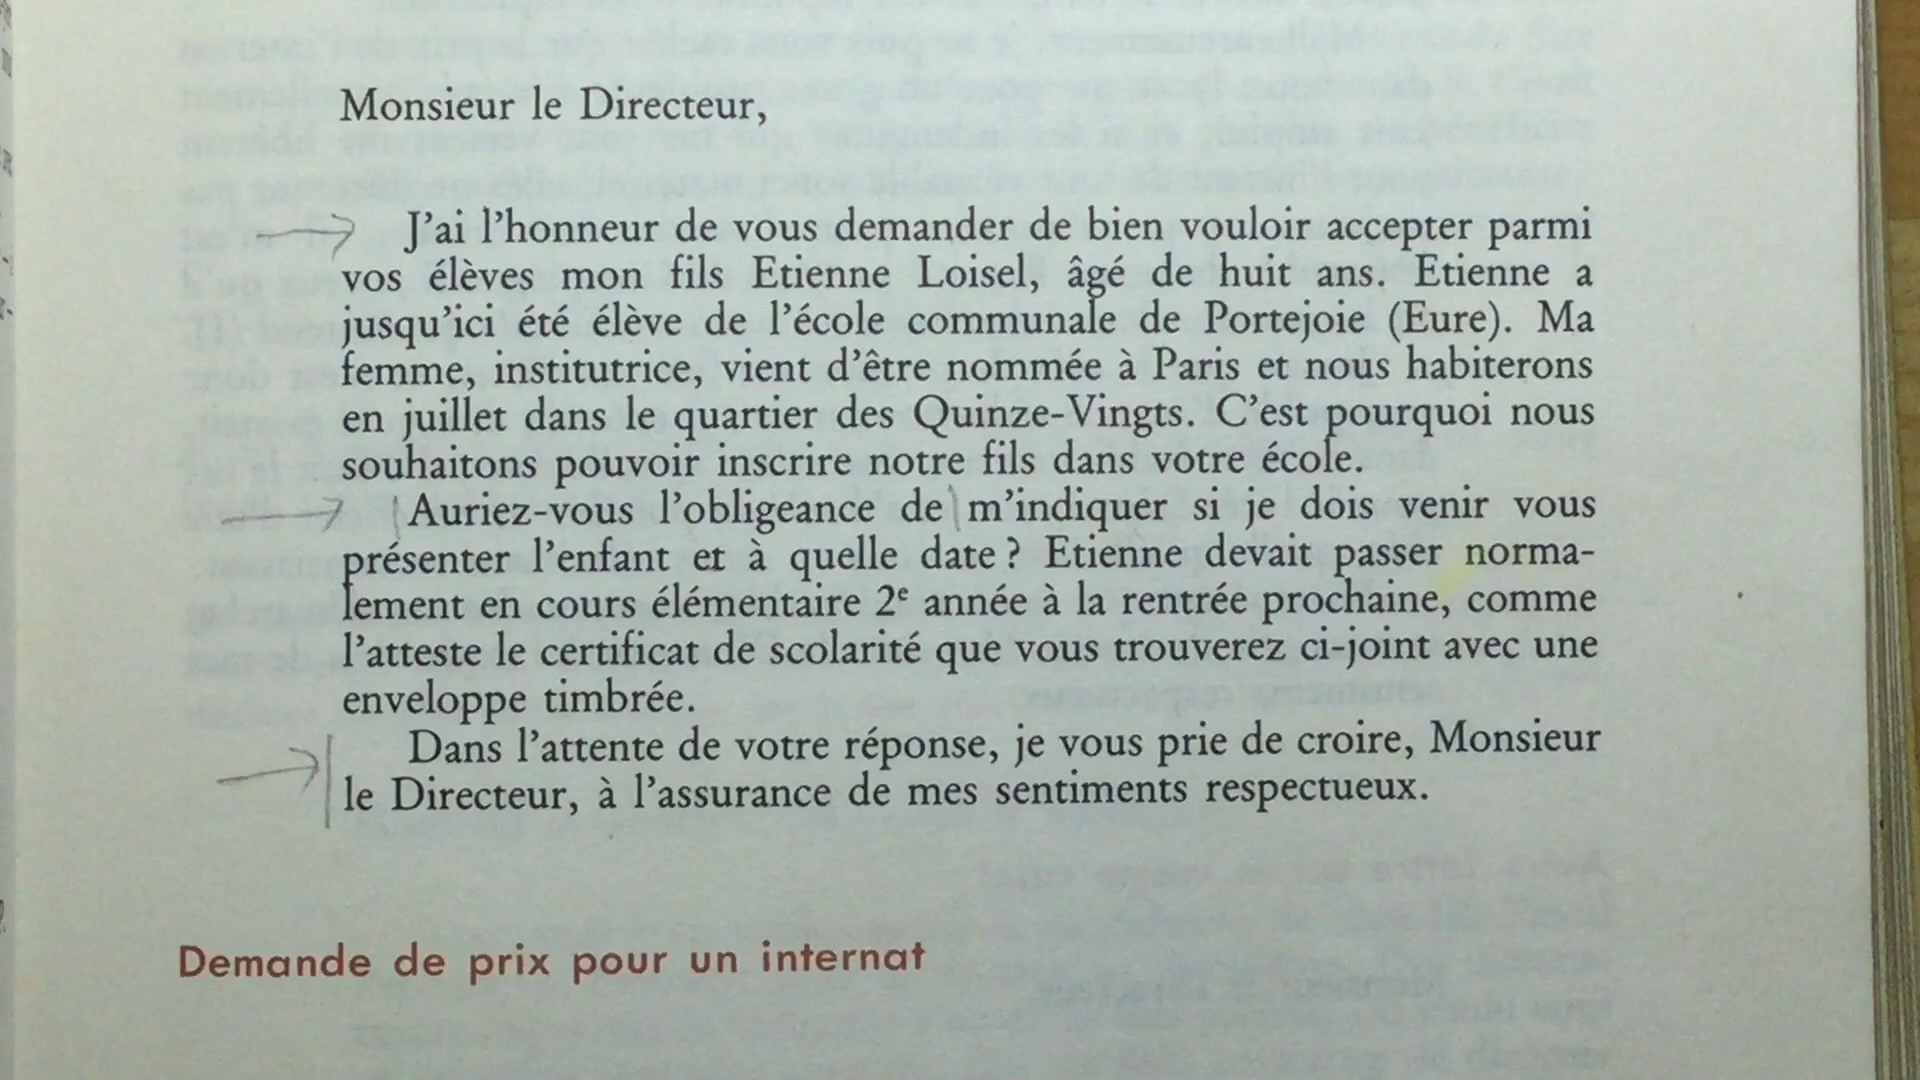 Monsieur le Directeur,
J'ai l'honneur de vous demander de bien vouloir accepter parmi
vos élèves mon fils Etienne Loisel, âgé de huit ans. Etienne a
jusqu'ici été élève de l'école communale de Portejoie (Eure). Ma
femme, institutrice, vient d'être nommée à Paris et nous habiterons
en juillet dans le quartier des Quinze-Vingts. C'est pourquoi nous
souhaitons pouvoir inscrire notre fils dans votre école.
Auriez-vous l'obligeance de m'indiquer si je dois venir vous
présenter l'enfant et à quelle date ? Etienne devait passer norma-
lement en cours élémentaire 2e année à la rentrée prochaine, comme
l'atteste le certificat de scolarité que vous trouverez ci-joint avec une
enveloppe timbrée.
Dans l'attente de votre réponse, je vous prie de croire, Monsieur
le Directeur, à l'assurance de mes sentiments respectueux.
Demande de prix pour un internat